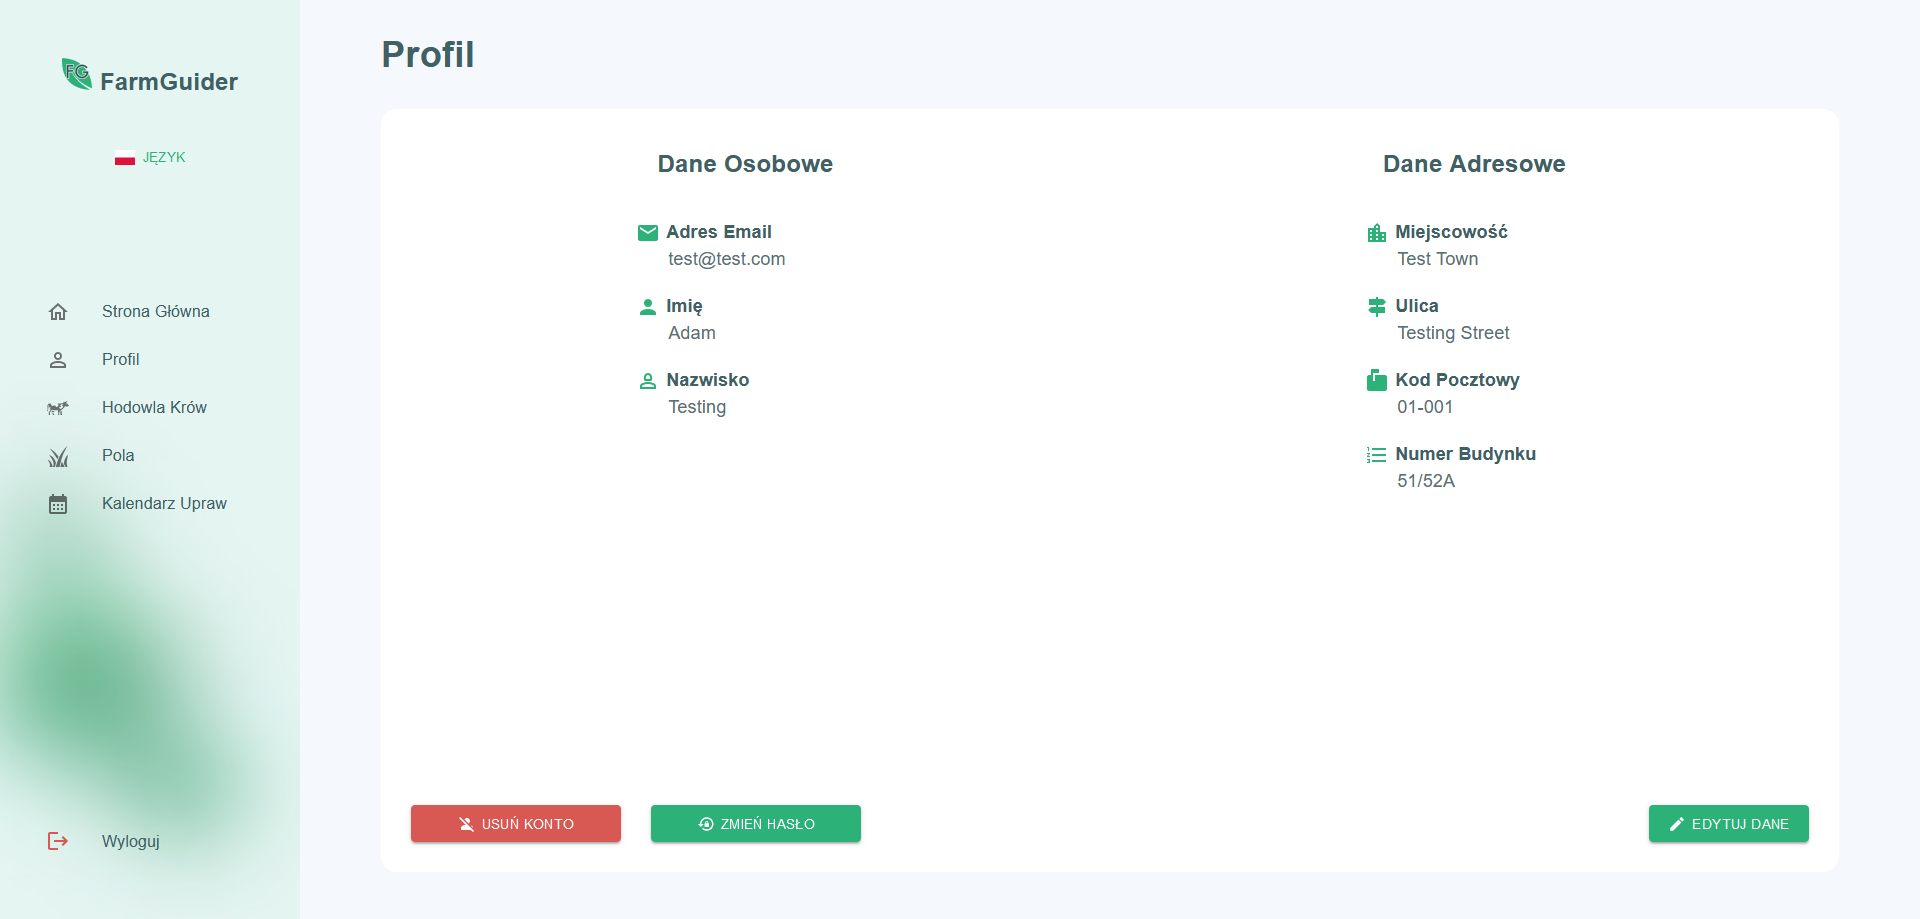 FG FarmGuider
JĘZYK
Strona Główna
Profil
Hodowla Krów
Pola
Kalendarz Upraw
Wyloguj
Profil
Dane Osobowe
Adres Email
test@test.com
Imię
Adam
Nazwisko
Testing
Dane Adresowe
Miejscowość
Test Town
Ulica
Testing Street
Kod Pocztowy
01-001
Numer Budynku
51/52A
USUŃ KONTO
ZMIEŃ HASŁO
EDYTUJ DANE